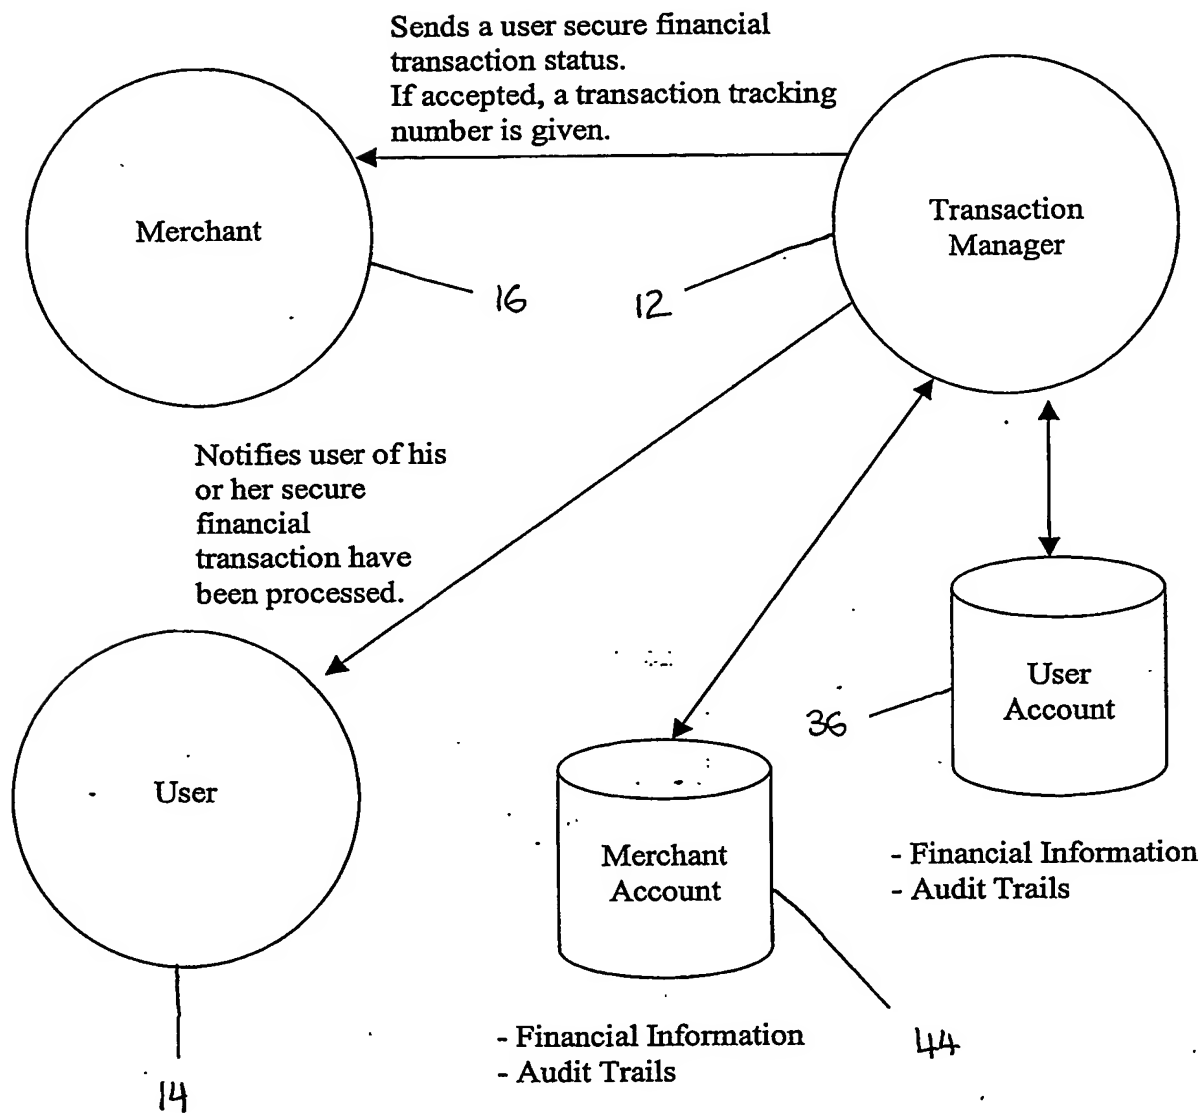 Sends a user secure financial
transaction status.
If accepted, a transaction tracking
number is given.
Merchant
Transaction
Manager
16
12
Notifies user of his
or her secure
financial
transaction have
been processed.
User
Account
36
User
Merchant
Account
- Financial Information
- Audit Trails
- Financial Information
- Audit Trails
44
14